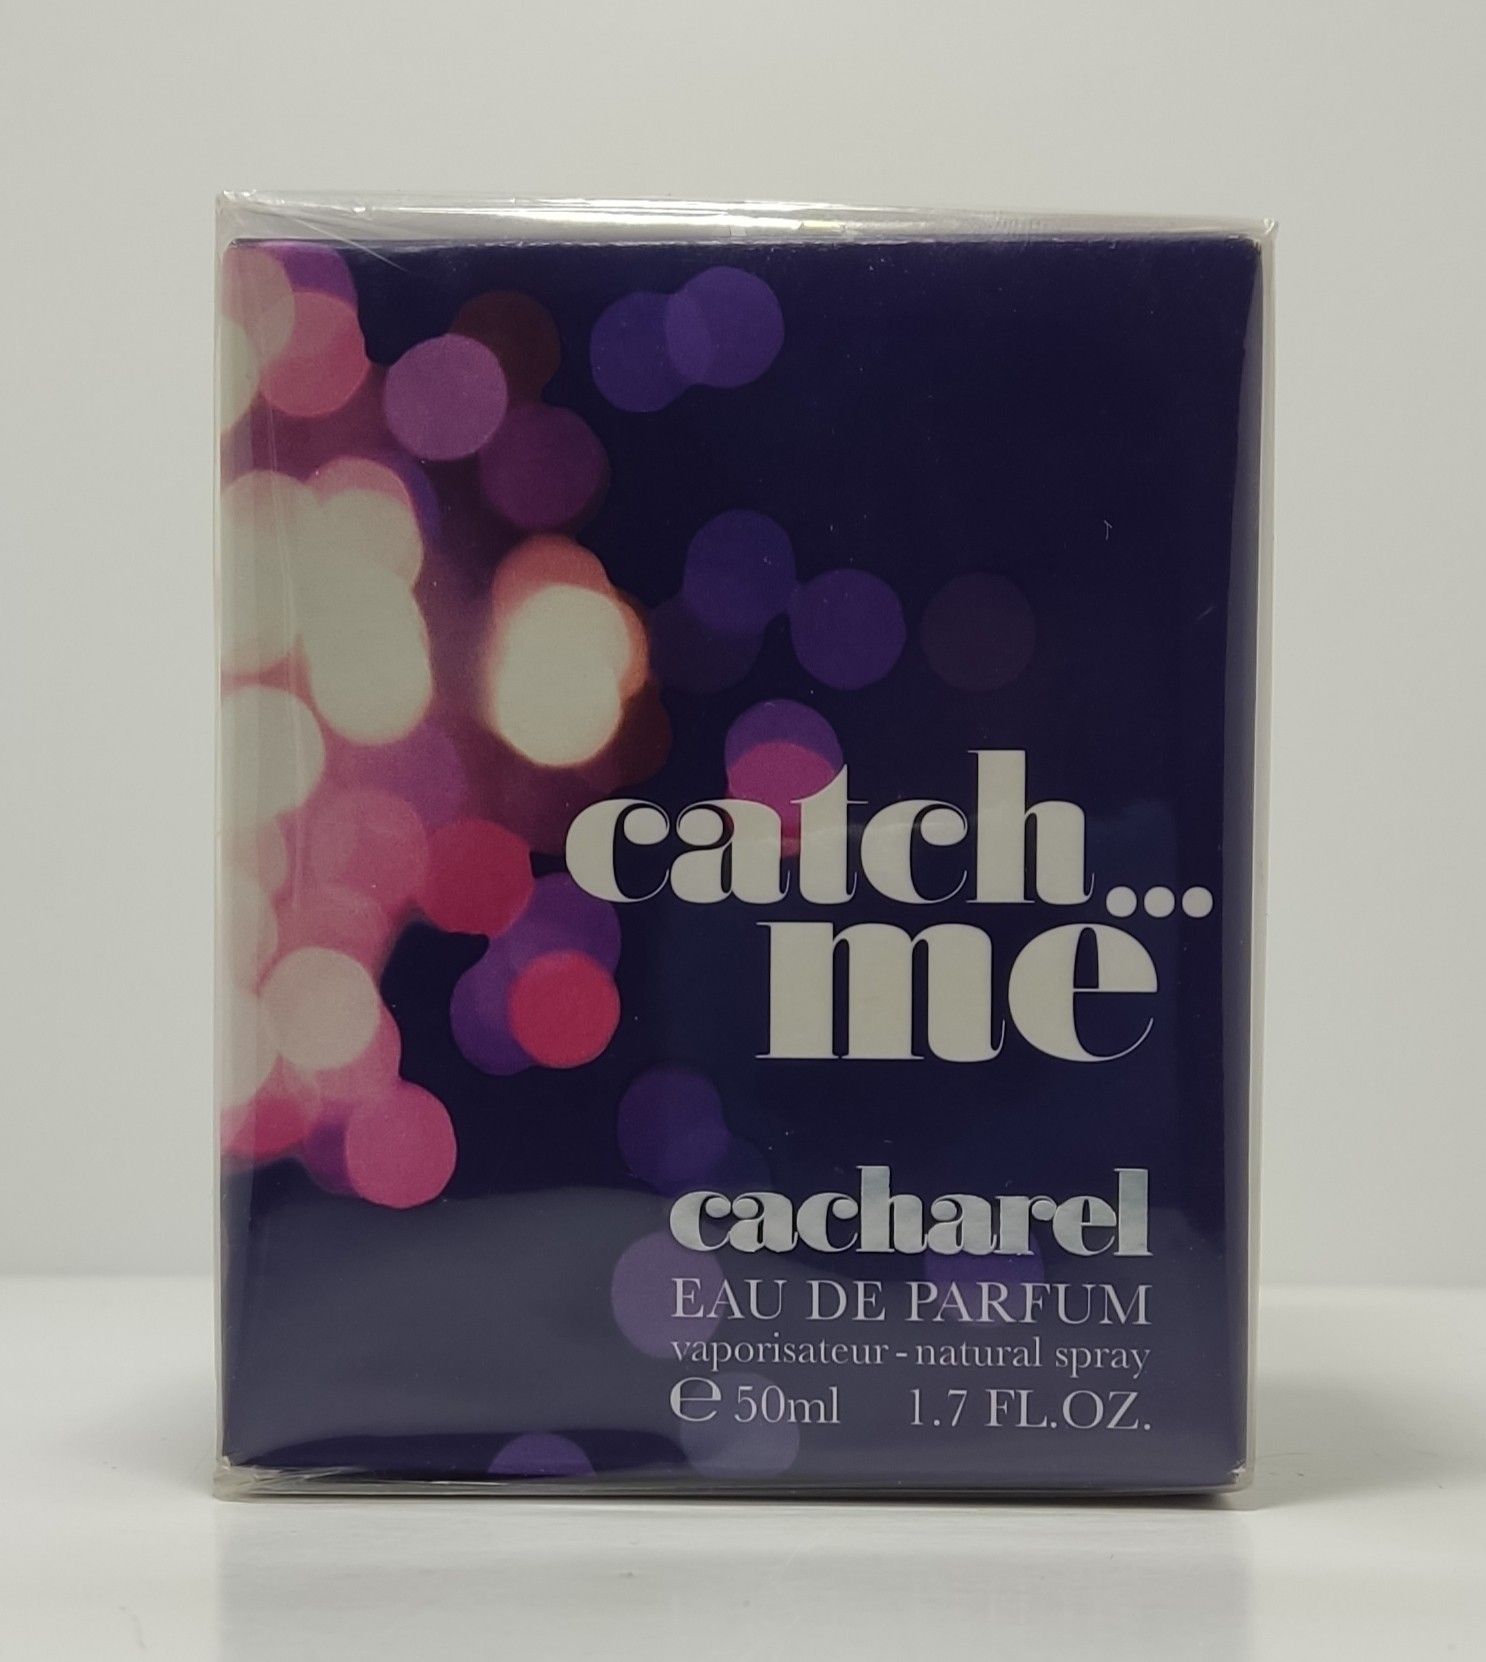 catch...
me
cacharel
EAU DE PARFUM
vaporisateur - natural spray
℮ 50ml 1.7 FL.OZ.